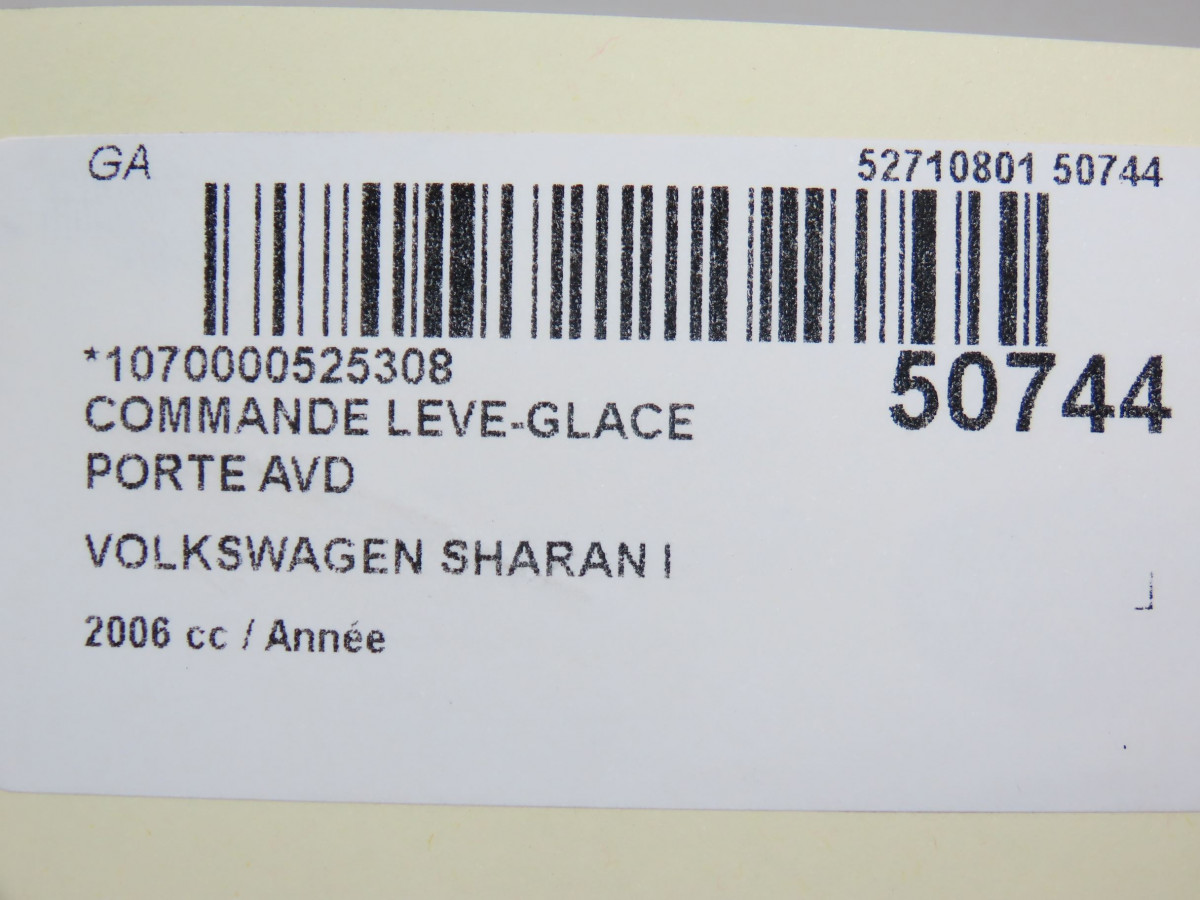 GA
52710801 50744
*1070000525308
50744
COMMANDE LEVE-GLACE
PORTE AVD
VOLKSWAGEN SHARAN I
2006 cc / Année